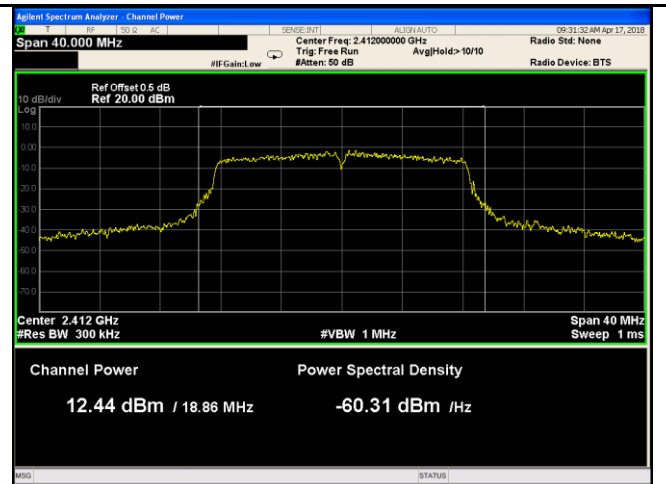 Agilent Spectrum Analyzer - Channel Power
T RF 50 Ω AC SENSE:INT ALIGN AUTO 09:31:32 AM Apr 17, 2018
Span 40.000 MHz Center Freq: 2.412000000 GHz Radio Std: None
Trig: Free Run Avg|Hold:> 10/10
#IFGain:Low #Atten: 50 dB Radio Device: BTS
Ref Offset 0.5 dB
10 dB/div Ref 20.00 dBm
Log
10.0
0.00
-10.0
-20.0
-30.0
-40.0
-50.0
-60.0
-70.0
Center 2.412 GHz Span 40 MHz
#Res BW 300 kHz #VBW 1 MHz Sweep 1 ms
Channel Power Power Spectral Density
12.44 dBm / 18.86 MHz -60.31 dBm /Hz
MSG STATUS